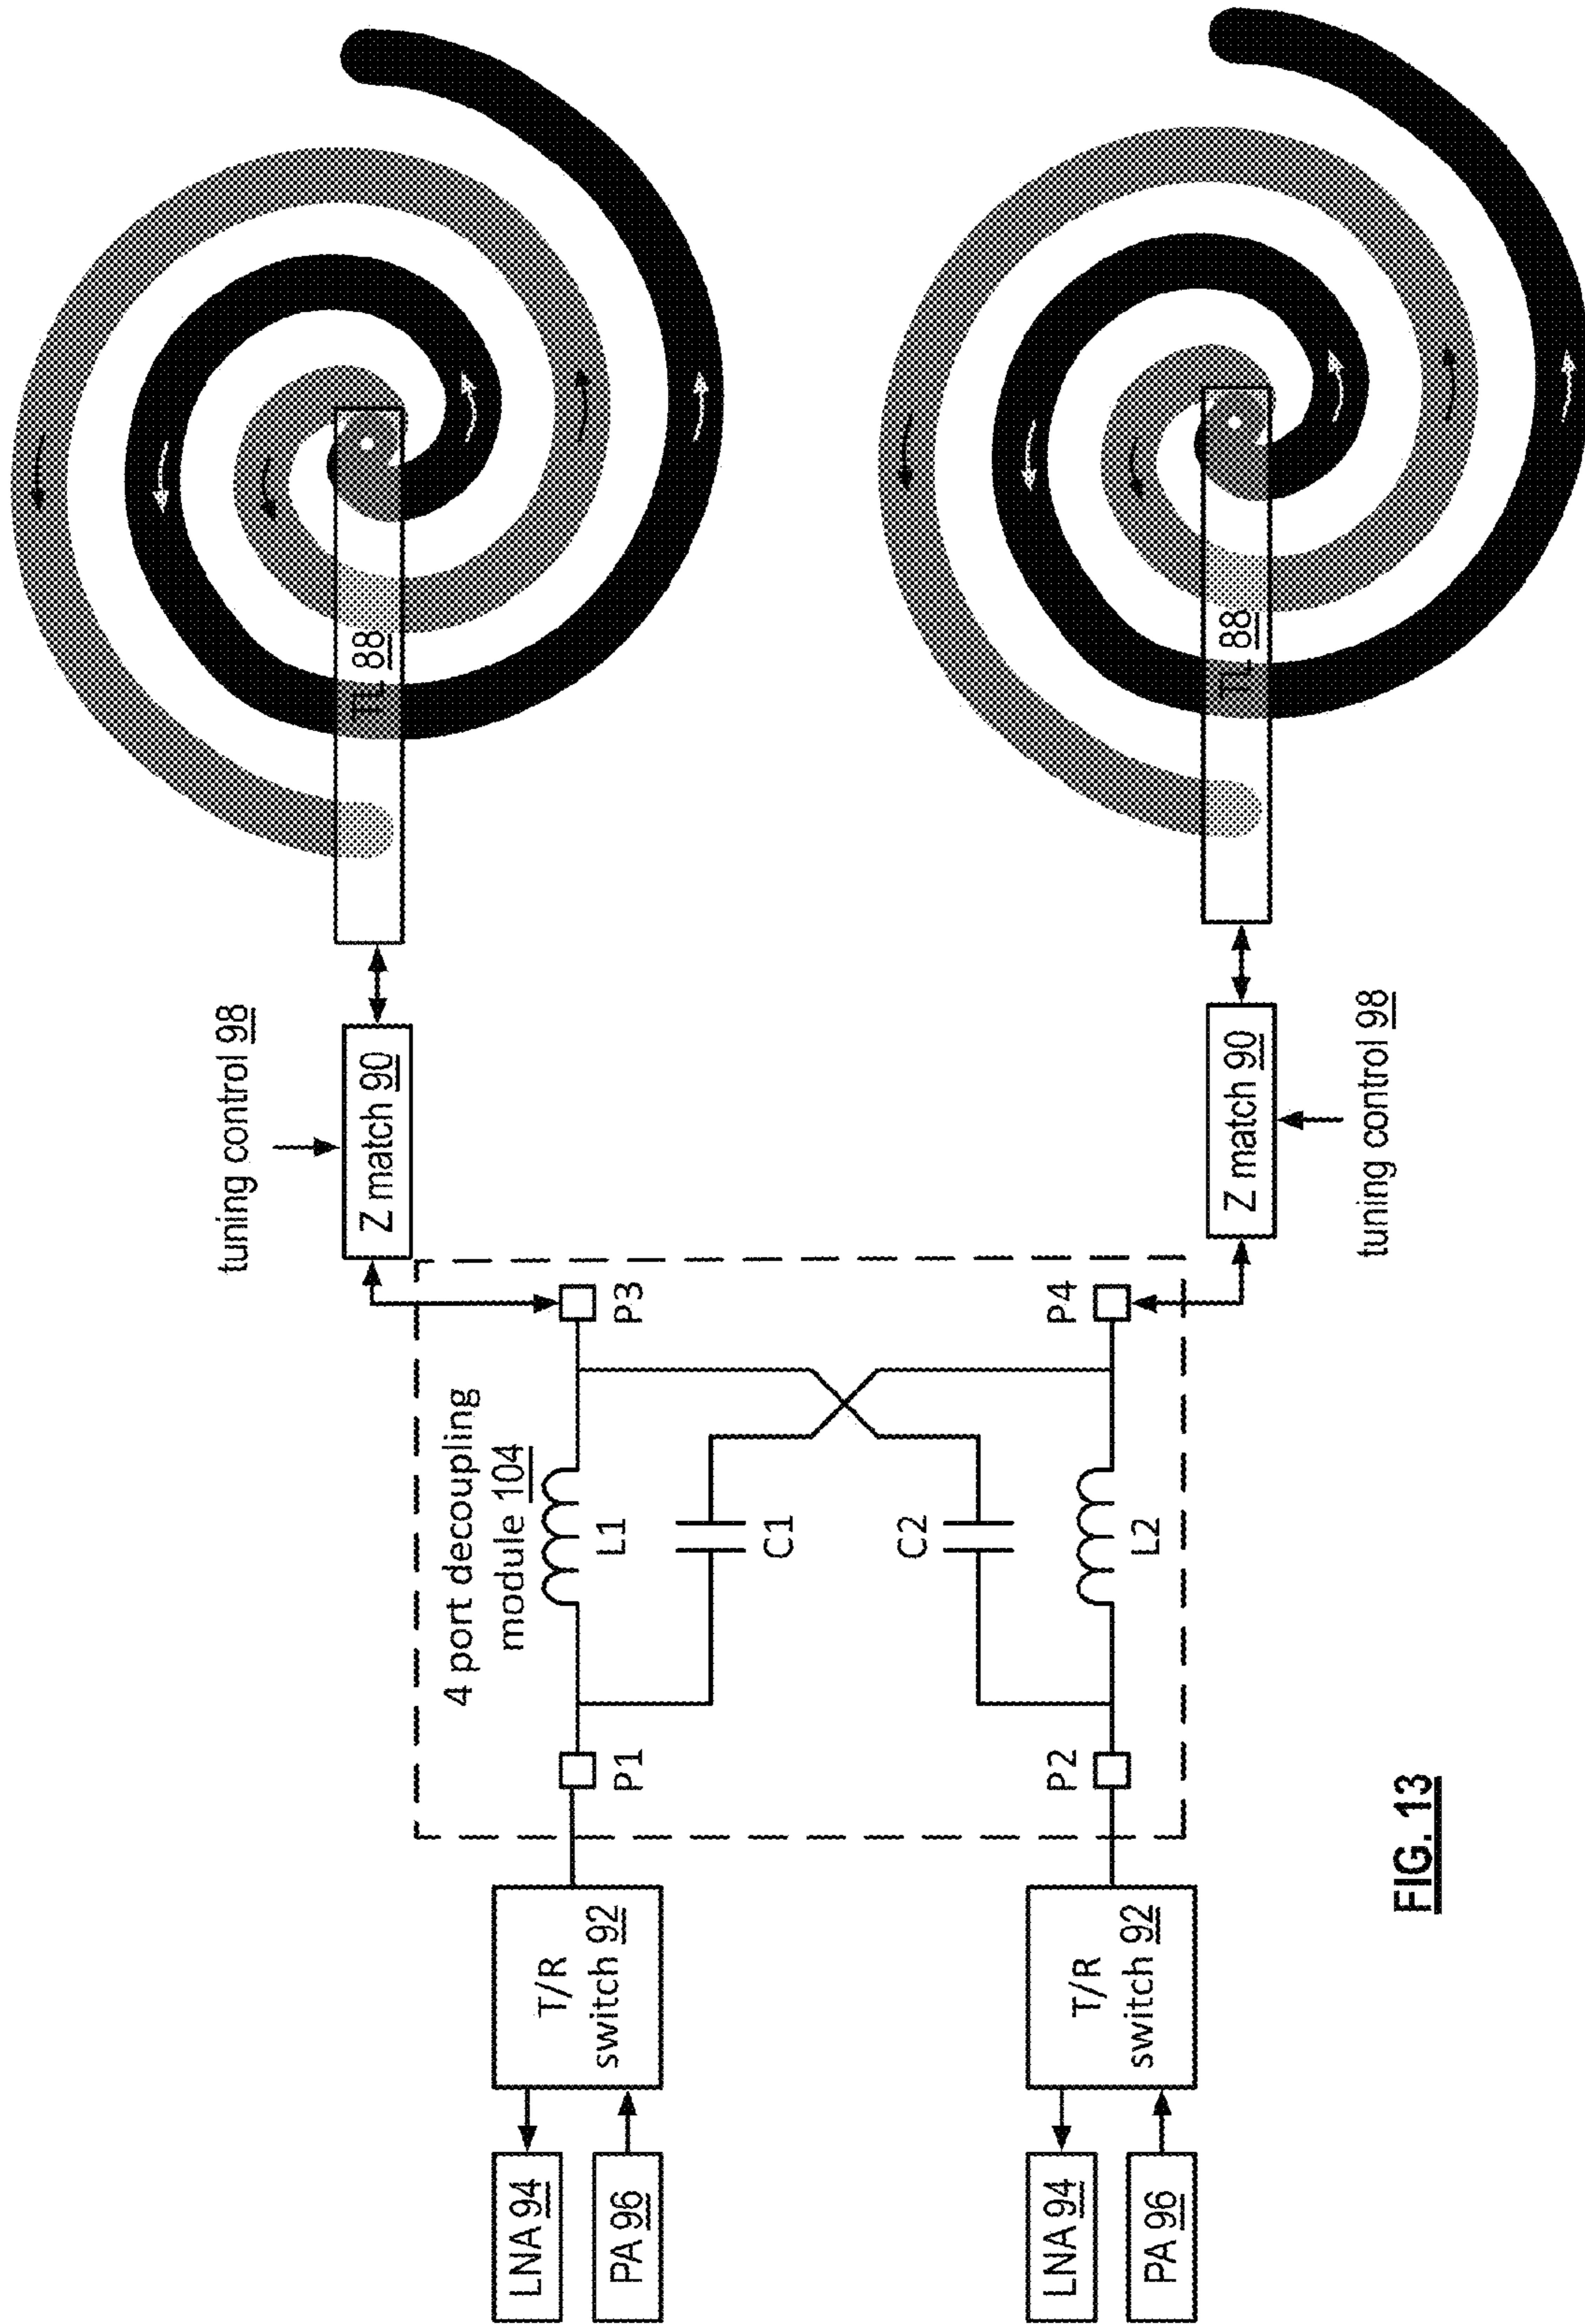 tuning control 98
Z match 90
TL 88
4 port decoupling
module 104
P1
L1
P3
C1
C2
P2
L2
P4
T/R
switch 92
LNA 94
PA 96
T/R
switch 92
LNA 94
PA 96
Z match 90
TL 88
tuning control 98
FIG. 13